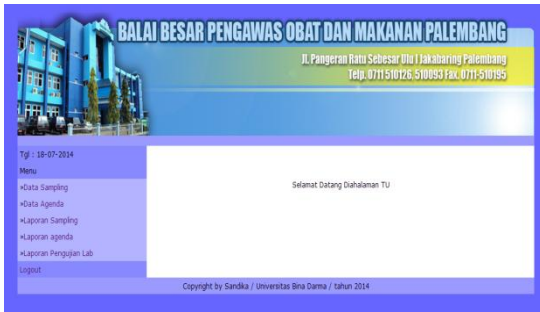 BALAI BESAR PENGAWAS OBAT DAN MAKANAN PALEMBANG
Jl. Pangeran Ratu Sebesar Ulu I Jakabaring Palembang
Telp. 0711 510126, 510093 Fax. 0711-510195
Tgl : 18-07-2014
Menu
»Data Sampling
»Data Agenda
»Laporan Sampling
»Laporan agenda
»Laporan Pengujian Lab
Logout
Selamat Datang Diahalaman TU
Copyright by Sandika / Universitas Bina Darma / tahun 2014